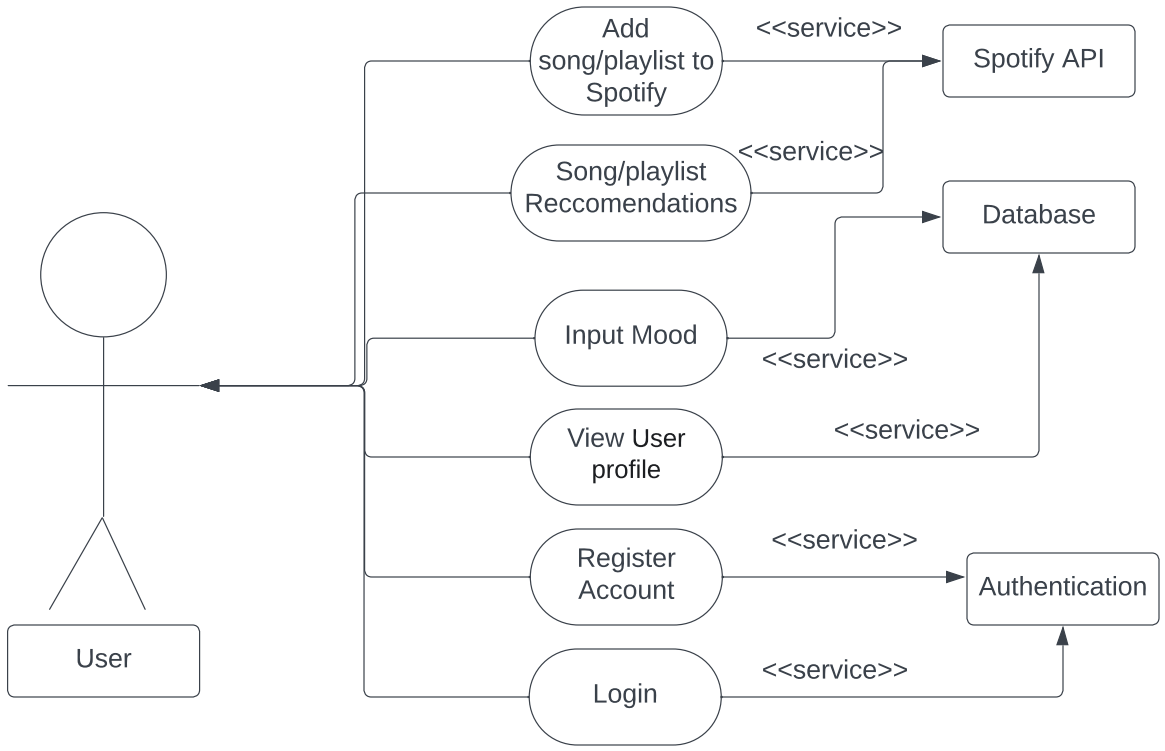 Add
song/playlist to
Spotify
<<service>>
Spotify API
Song/playlist
Reccomendations
<<service>>
Database
Input Mood
<<service>>
View User
profile
<<service>>
Register
Account
<<service>>
Authentication
User
Login
<<service>>